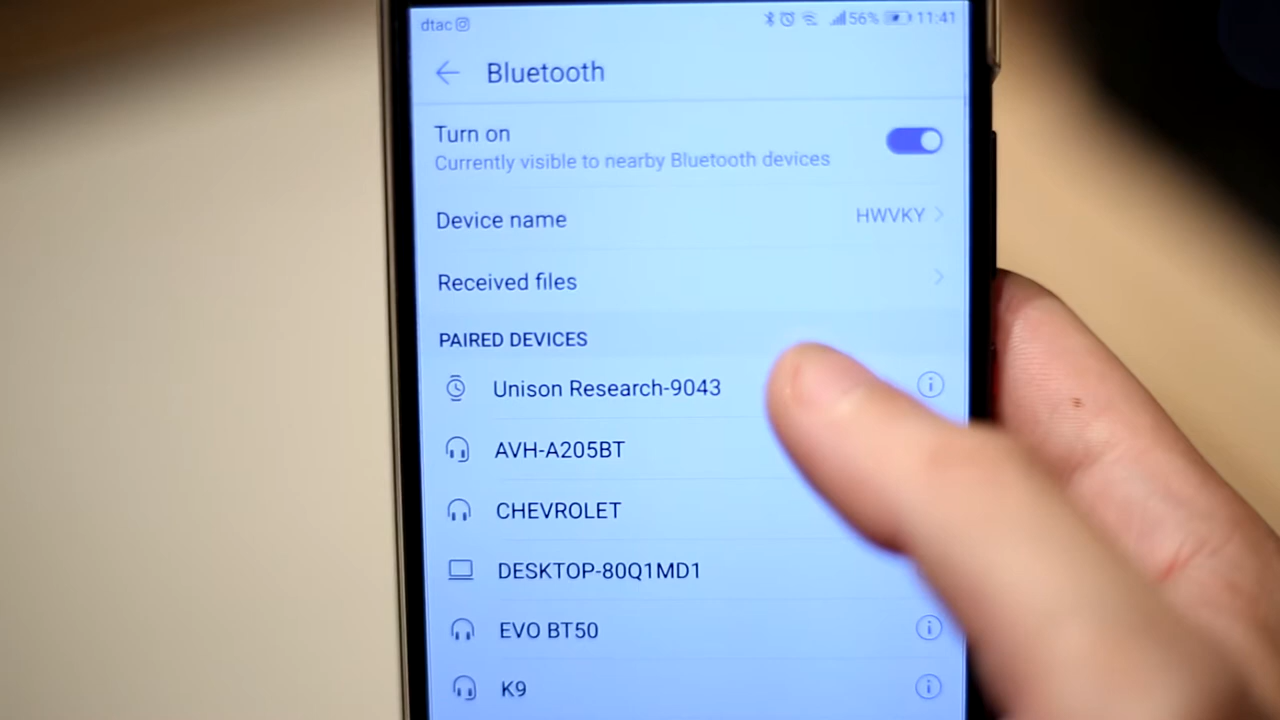 dtac 56% 11:41
Bluetooth
Turn on
Currently visible to nearby Bluetooth devices
Device name HWVKY
Received files
PAIRED DEVICES
Unison Research-9043
AVH-A205BT
CHEVROLET
DESKTOP-80Q1MD1
EVO BT50
K9